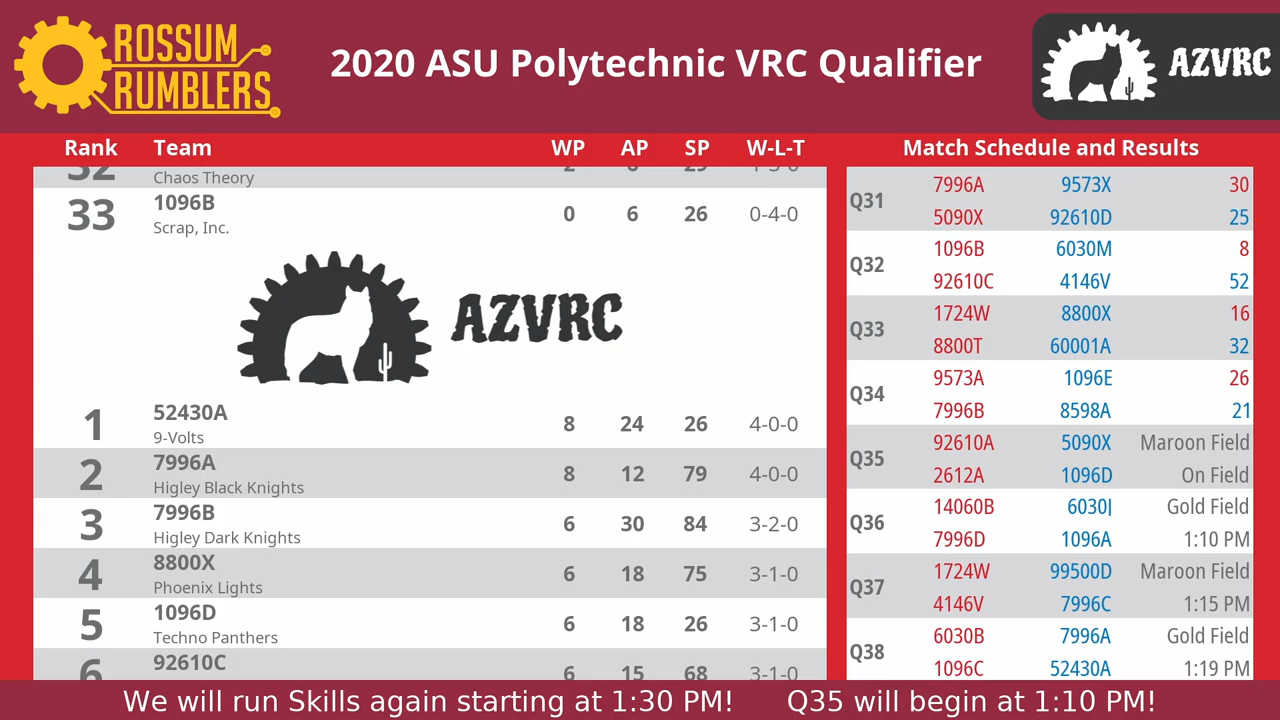 ROSSUM
RUMBLERS
2020 ASU Polytechnic VRC Qualifier
AZVRC
Rank Team WP AP SP W-L-T
Chaos Theory
33 1096B 0 6 26 0-4-0
Scrap, Inc.
AZVRC
1 52430A 8 24 26 4-0-0
9-Volts
2 7996A 8 12 79 4-0-0
Higley Black Knights
3 7996B 6 30 84 3-2-0
Higley Dark Knights
4 8800X 6 18 75 3-1-0
Phoenix Lights
5 1096D 6 18 26 3-1-0
Techno Panthers
6 92610C 6 15 68 3-1-0
Match Schedule and Results
Q31 7996A 9573X 30
5090X 92610D 25
Q32 1096B 6030M 8
92610C 4146V 52
Q33 1724W 8800X 16
8800T 60001A 32
Q34 9573A 1096E 26
7996B 8598A 21
Q35 92610A 5090X Maroon Field
2612A 1096D On Field
Q36 14060B 6030J Gold Field
7996D 1096A 1:10 PM
Q37 1724W 99500D Maroon Field
4146V 7996C 1:15 PM
Q38 6030B 7996A Gold Field
1096C 52430A 1:19 PM
We will run Skills again starting at 1:30 PM! Q35 will begin at 1:10 PM!